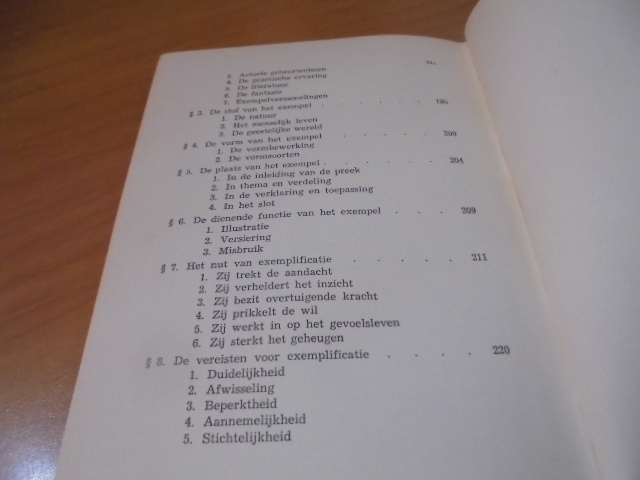 3. Actuele gebeurtenissen
4. De practische ervaring
5. De literatuur
6. De fantasie
7. Exempelverzamelingen
§ 3. De stof van het exempel . . . . . 195
1. De natuur
2. Het menselijk leven
3. De geestelijke wereld
§ 4. De vorm van het exempel . . . . . 200
1. De vormbewerking
2. De vormsoorten
§ 5. De plaats van het exempel . . . . . 204
1. In de inleiding van de preek
2. In thema en verdeling
3. In de verklaring en toepassing
4. In het slot
§ 6. De dienende functie van het exempel . . . 209
1. Illustratie
2. Versiering
3. Misbruik
§ 7. Het nut van exemplificatie . . . . . 211
1. Zij trekt de aandacht
2. Zij verheldert het inzicht
3. Zij bezit overtuigende kracht
4. Zij prikkelt de wil
5. Zij werkt in op het gevoelsleven
6. Zij sterkt het geheugen
§ 8. De vereisten voor exemplificatie . . . . 220
1. Duidelijkheid
2. Afwisseling
3. Beperktheid
4. Aannemelijkheid
5. Stichtelijkheid